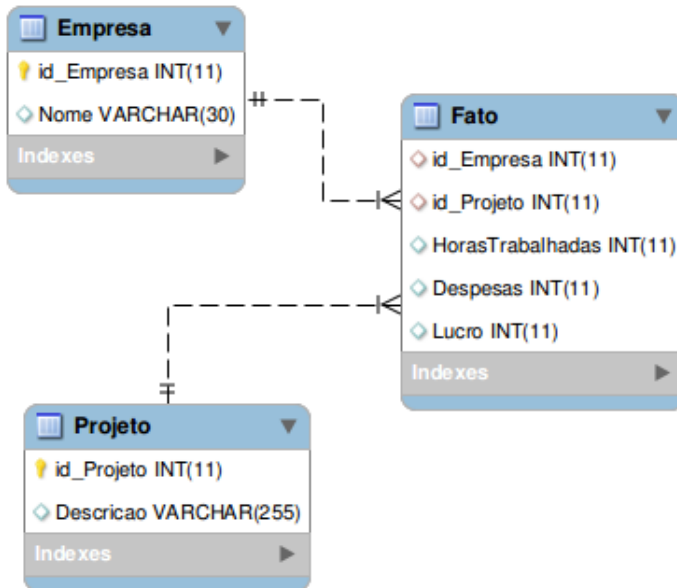 Empresa
id_Empresa INT(11)
Nome VARCHAR(30)
Indexes
Fato
id_Empresa INT(11)
id_Projeto INT(11)
HorasTrabalhadas INT(11)
Despesas INT(11)
Lucro INT(11)
Indexes
Projeto
id_Projeto INT(11)
Descricao VARCHAR(255)
Indexes